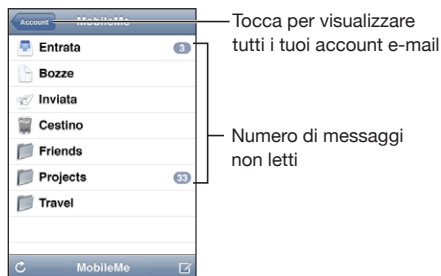 Account
MobileMe
Tocca per visualizzare
tutti i tuoi account e-mail
Entrata 3
Bozze
Inviata
Cestino
Friends
Projects 33
Travel
Numero di messaggi
non letti
MobileMe